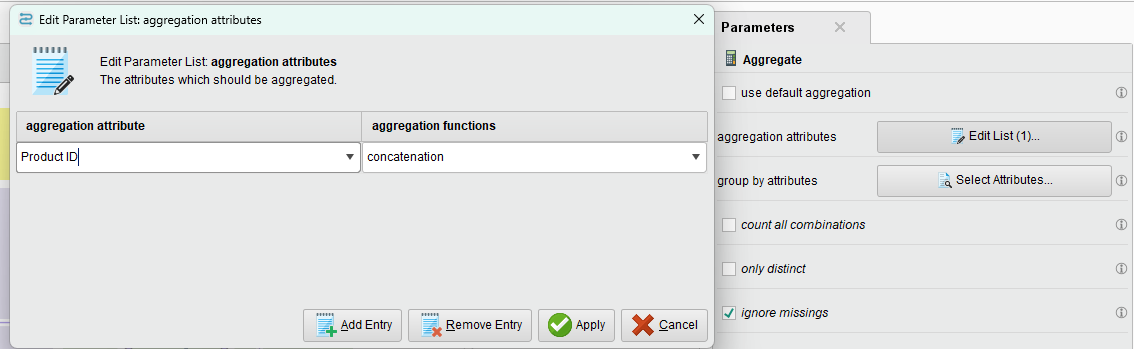 Edit Parameter List: aggregation attributes
Edit Parameter List: aggregation attributes
The attributes which should be aggregated.
aggregation attribute aggregation functions
Product ID concatenation
Add Entry Remove Entry Apply Cancel
Parameters
Aggregate
use default aggregation
aggregation attributes Edit List (1)...
group by attributes Select Attributes...
count all combinations
only distinct
ignore missings